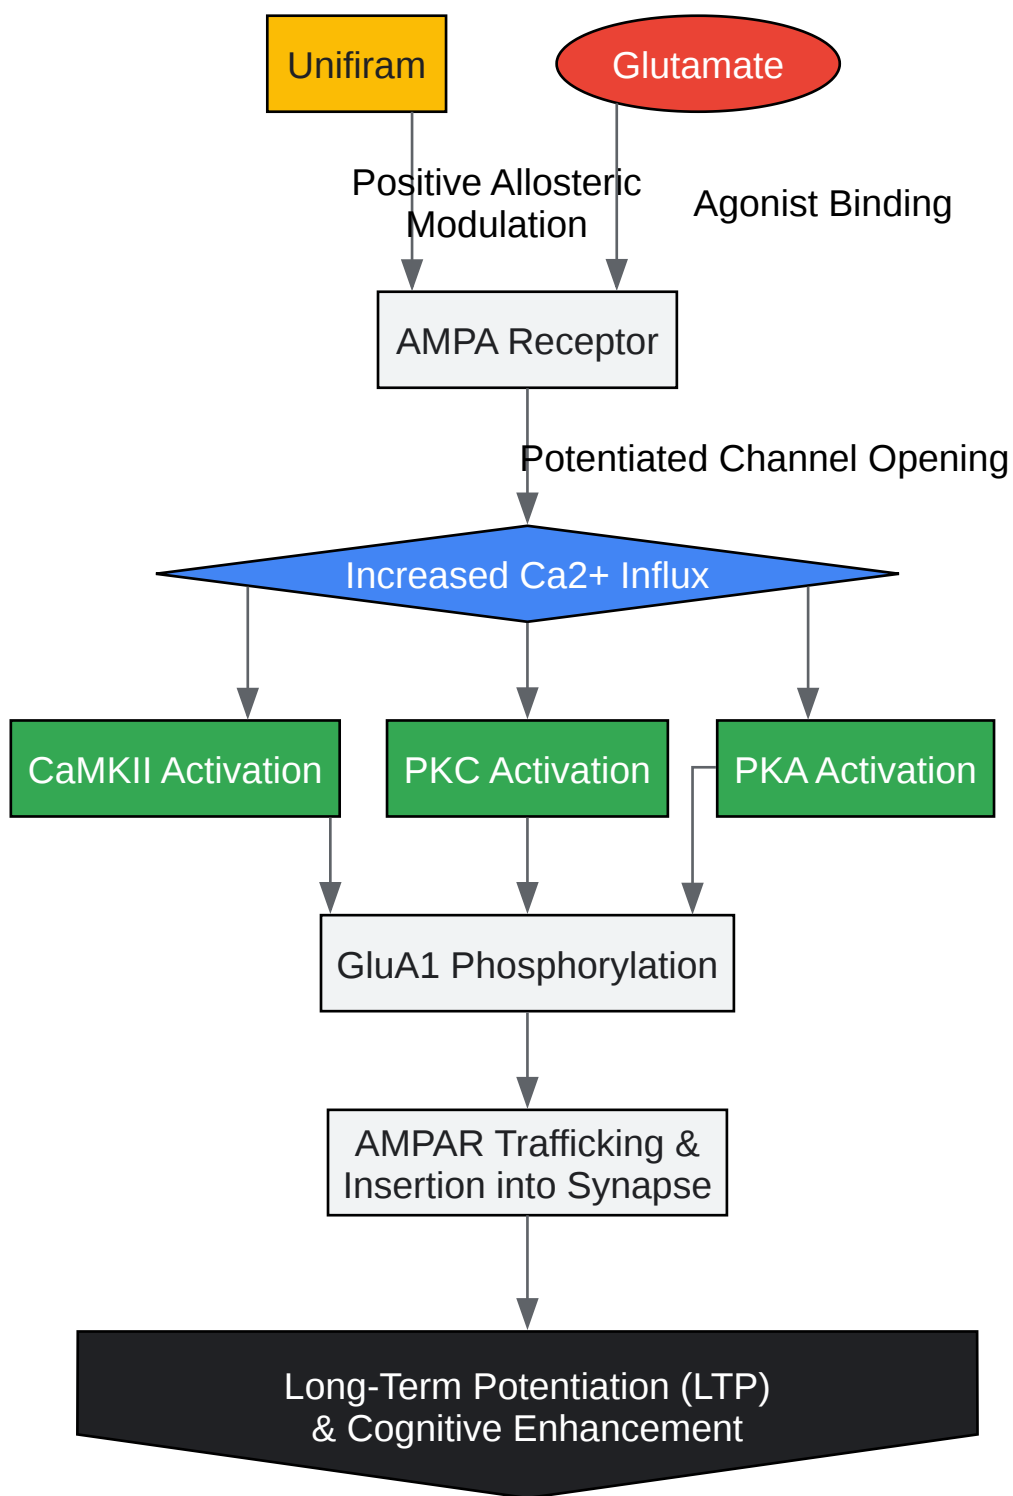 Unifiram
Glutamate
Positive Allosteric
Modulation
Agonist Binding
AMPA Receptor
Potentiated Channel Opening
Increased Ca2+ Influx
CaMKII Activation
PKC Activation
PKA Activation
GluA1 Phosphorylation
AMPAR Trafficking &
Insertion into Synapse
Long-Term Potentiation (LTP)
& Cognitive Enhancement